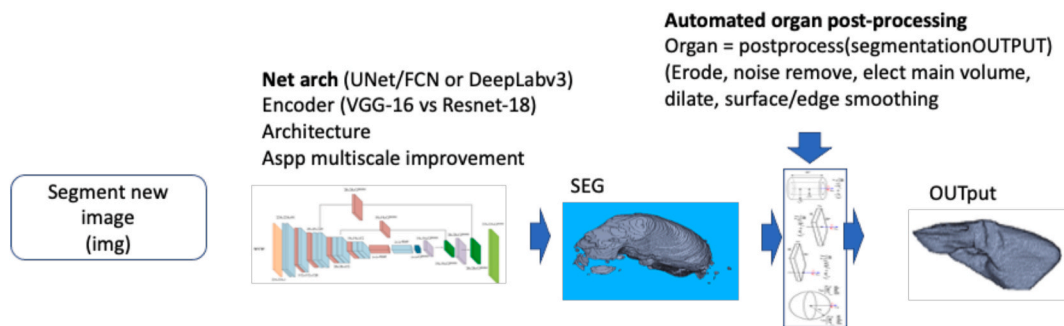 Automated organ post-processing
Organ = postprocess(segmentationOUTPUT)
(Erode, noise remove, elect main volume,
dilate, surface/edge smoothing
Net arch (UNet/FCN or DeepLabv3)
Encoder (VGG-16 vs Resnet-18)
Architecture
Aspp multiscale improvement
Segment new
image
(img)
SEG
OUTput